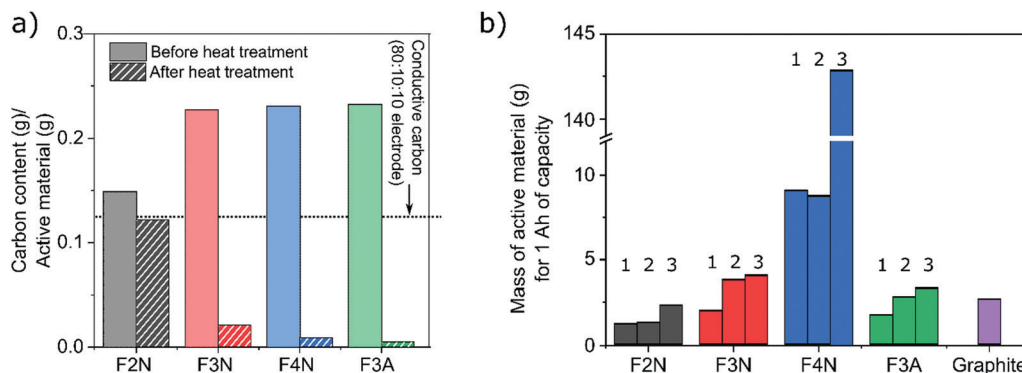 a)
Before heat treatment
After heat treatment
Conductive carbon
(80:10:10 electrode)
Carbon content (g)/
Active material (g)
0.3
0.2
0.1
0.0
F2N
F3N
F4N
F3A
b)
Mass of active material (g)
for 1 Ah of capacity
145
140
10
5
0
1 2 3
1 2 3
1 2 3
1 2 3
F2N
F3N
F4N
F3A
Graphite